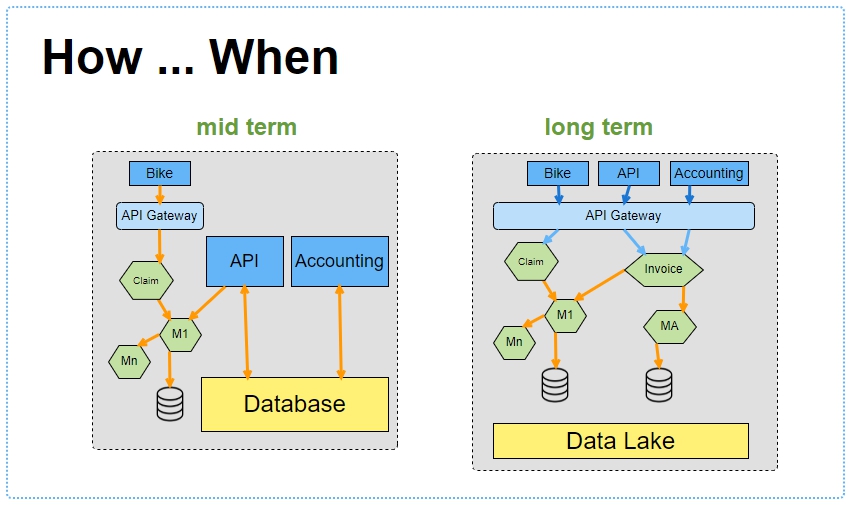 How ... When
mid term
Bike
API Gateway
API
Accounting
Claim
M1
Mn
Database
long term
Bike
API
Accounting
API Gateway
Claim
Invoice
M1
MA
Mn
Data Lake